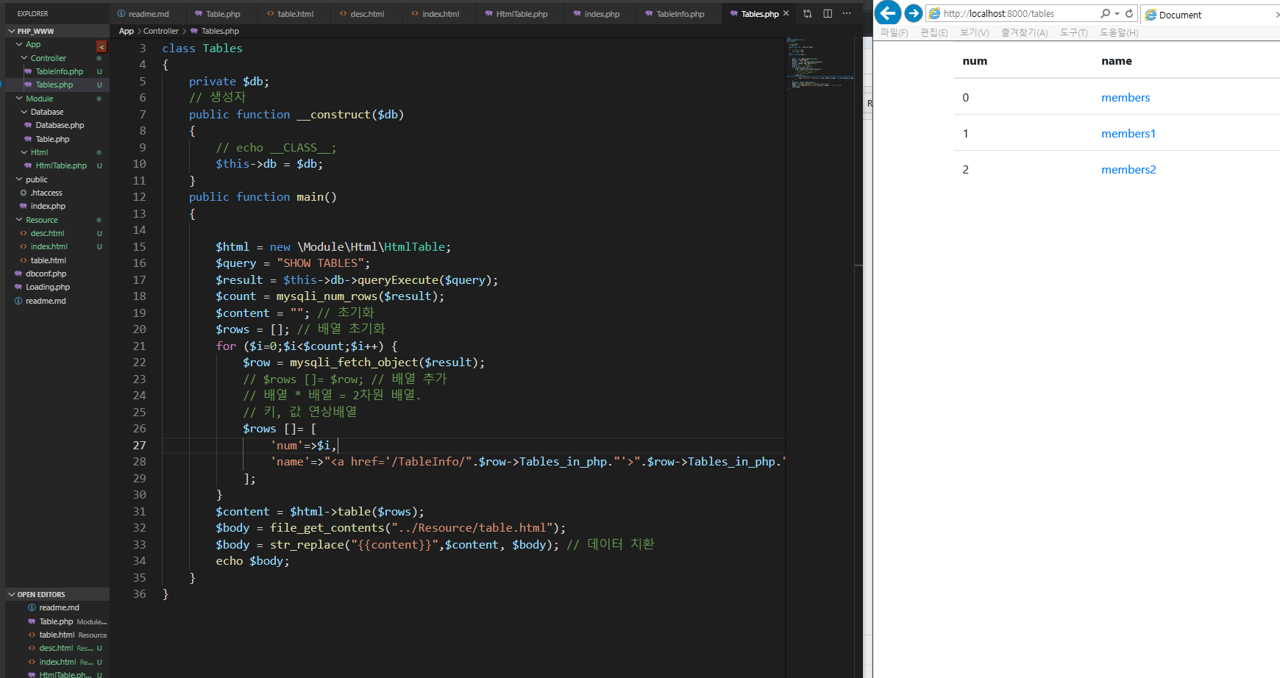 EXPLORER
PHP_WWW
App
Controller
TableInfo.php U
Tables.php U
Module
Database
Database.php
Table.php
Html
HtmlTable.php U
public
.htaccess
index.php
Resource
desc.html U
index.html U
table.html
dbconf.php
Loading.php
readme.md
OPEN EDITORS
readme.md
Table.php Module...
table.html Resource
desc.html Res... U
index.html Re... U
HtmlTable.ph... U
readme.md Table.php table.html desc.html index.html HtmlTable.php index.php TableInfo.php Tables.php
App > Controller > Tables.php
3 class Tables
4 {
5 private $db;
6 // 생성자
7 public function __construct($db)
8 {
9 // echo __CLASS__;
10 $this->db = $db;
11 }
12 public function main()
13 {
14
15 $html = new \Module\Html\HtmlTable;
16 $query = "SHOW TABLES";
17 $result = $this->db->queryExecute($query);
18 $count = mysqli_num_rows($result);
19 $content = ""; // 초기화
20 $rows = []; // 배열 초기화
21 for ($i=0;$i<$count;$i++) {
22 $row = mysqli_fetch_object($result);
23 // $rows []= $row; // 배열 추가
24 // 배열 * 배열 = 2차원 배열.
25 // 키, 값 연상배열
26 $rows []= [
27 'num'=>$i,
28 'name'=>"<a href='/TableInfo/".$row->Tables_in_php."'>".$row->Tables_in_php."
29 ];
30 }
31 $content = $html->table($rows);
32 $body = file_get_contents("../Resource/table.html");
33 $body = str_replace("{{content}}",$content, $body); // 데이터 치환
34 echo $body;
35 }
36 }
R
http://localhost:8000/tables
Document
파일(F) 편집(E) 보기(V) 즐겨찾기(A) 도구(T) 도움말(H)
num name
0 members
1 members1
2 members2